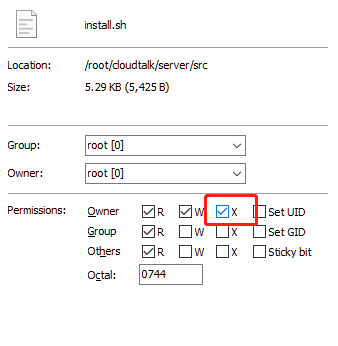 install.sh
Location: /root/cloudtalk/server/src
Size: 5.29 KB (5,425 B)
Group: root [0]
Owner: root [0]
Permissions: Owner R W X Set UID
Group R W X Set GID
Others R W X Sticky bit
Octal: 0744